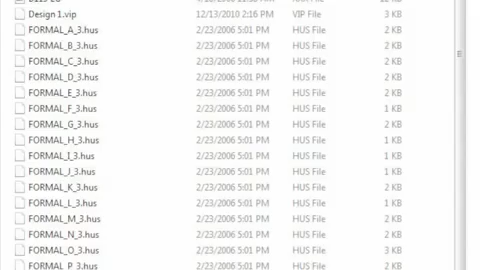 Design 1.vip 12/13/2010 2:16 PM VIP File 3 KB
FORMAL_A_3.hus 2/23/2006 5:01 PM HUS File 2 KB
FORMAL_B_3.hus 2/23/2006 5:01 PM HUS File 2 KB
FORMAL_C_3.hus 2/23/2006 5:01 PM HUS File 2 KB
FORMAL_D_3.hus 2/23/2006 5:01 PM HUS File 2 KB
FORMAL_E_3.hus 2/23/2006 5:01 PM HUS File 2 KB
FORMAL_F_3.hus 2/23/2006 5:01 PM HUS File 1 KB
FORMAL_G_3.hus 2/23/2006 5:01 PM HUS File 2 KB
FORMAL_H_3.hus 2/23/2006 5:01 PM HUS File 1 KB
FORMAL_I_3.hus 2/23/2006 5:01 PM HUS File 1 KB
FORMAL_J_3.hus 2/23/2006 5:01 PM HUS File 1 KB
FORMAL_K_3.hus 2/23/2006 5:01 PM HUS File 2 KB
FORMAL_L_3.hus 2/23/2006 5:01 PM HUS File 1 KB
FORMAL_M_3.hus 2/23/2006 5:01 PM HUS File 2 KB
FORMAL_N_3.hus 2/23/2006 5:01 PM HUS File 2 KB
FORMAL_O_3.hus 2/23/2006 5:01 PM HUS File 3 KB
FORMAL_P_3.hus 2/23/2006 5:01 PM HUS File 2 KB